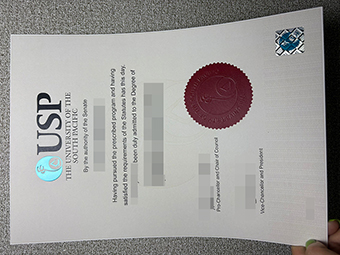 USP
THE UNIVERSITY OF THE
SOUTH PACIFIC
By the authority of the Senate
Having pursued the prescribed program and having
satisfied the requirements of the Statutes has this day,
been duly admitted to the Degree of
Pro-Chancellor and Chair of Council
Vice-Chancellor and President